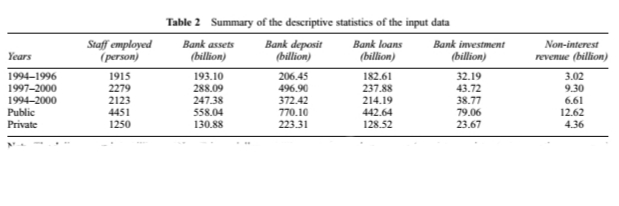 Table 2 Summary of the descriptive statistics of the input data
Staff employed Bank assets Bank deposit Bank loans Bank investment Non-interest
Years (person) (billion) (billion) (billion) (billion) revenue (billion)
1994–1996 1915 193.10 206.45 182.61 32.19 3.02
1997–2000 2279 288.09 496.90 237.88 43.72 9.30
1994–2000 2123 247.38 372.42 214.19 38.77 6.61
Public 4451 558.04 770.10 442.64 79.06 12.62
Private 1250 130.88 223.31 128.52 23.67 4.36